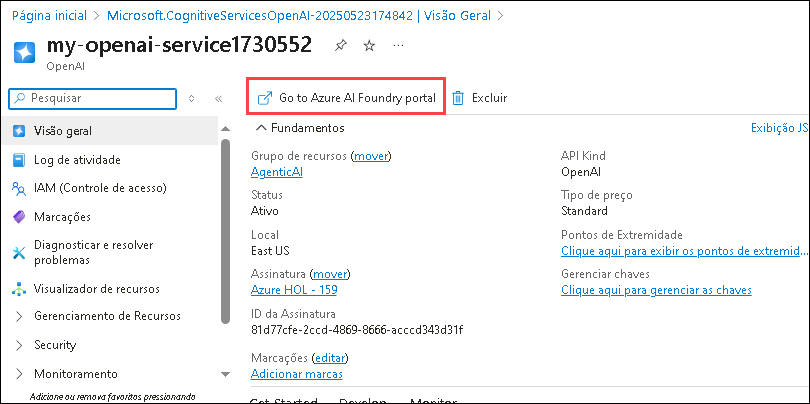 Página inicial > Microsoft.CognitiveServicesOpenAI-20250523174842 | Visão Geral >
my-openai-service1730552
OpenAI
Pesquisar
Go to Azure AI Foundry portal
Excluir
Visão geral
Log de atividade
IAM (Controle de acesso)
Marcações
Diagnosticar e resolver
problemas
Visualizador de recursos
Gerenciamento de Recursos
Security
Monitoramento
Adicione ou remova favoritos pressionando
Fundamentos
Exibição JS
Grupo de recursos (mover)
AgenticAI
Status
Ativo
Local
East US
Assinatura (mover)
Azure HOL - 159
ID da Assinatura
81d77cfe-2ccd-4869-8666-acccd343d31f
Marcações (editar)
Adicionar marcas
API Kind
OpenAI
Tipo de preço
Standard
Pontos de Extremidade
Clique aqui para exibir os pontos de extremid...
Gerenciar chaves
Clique aqui para gerenciar as chaves
Get Started Develop Monitor